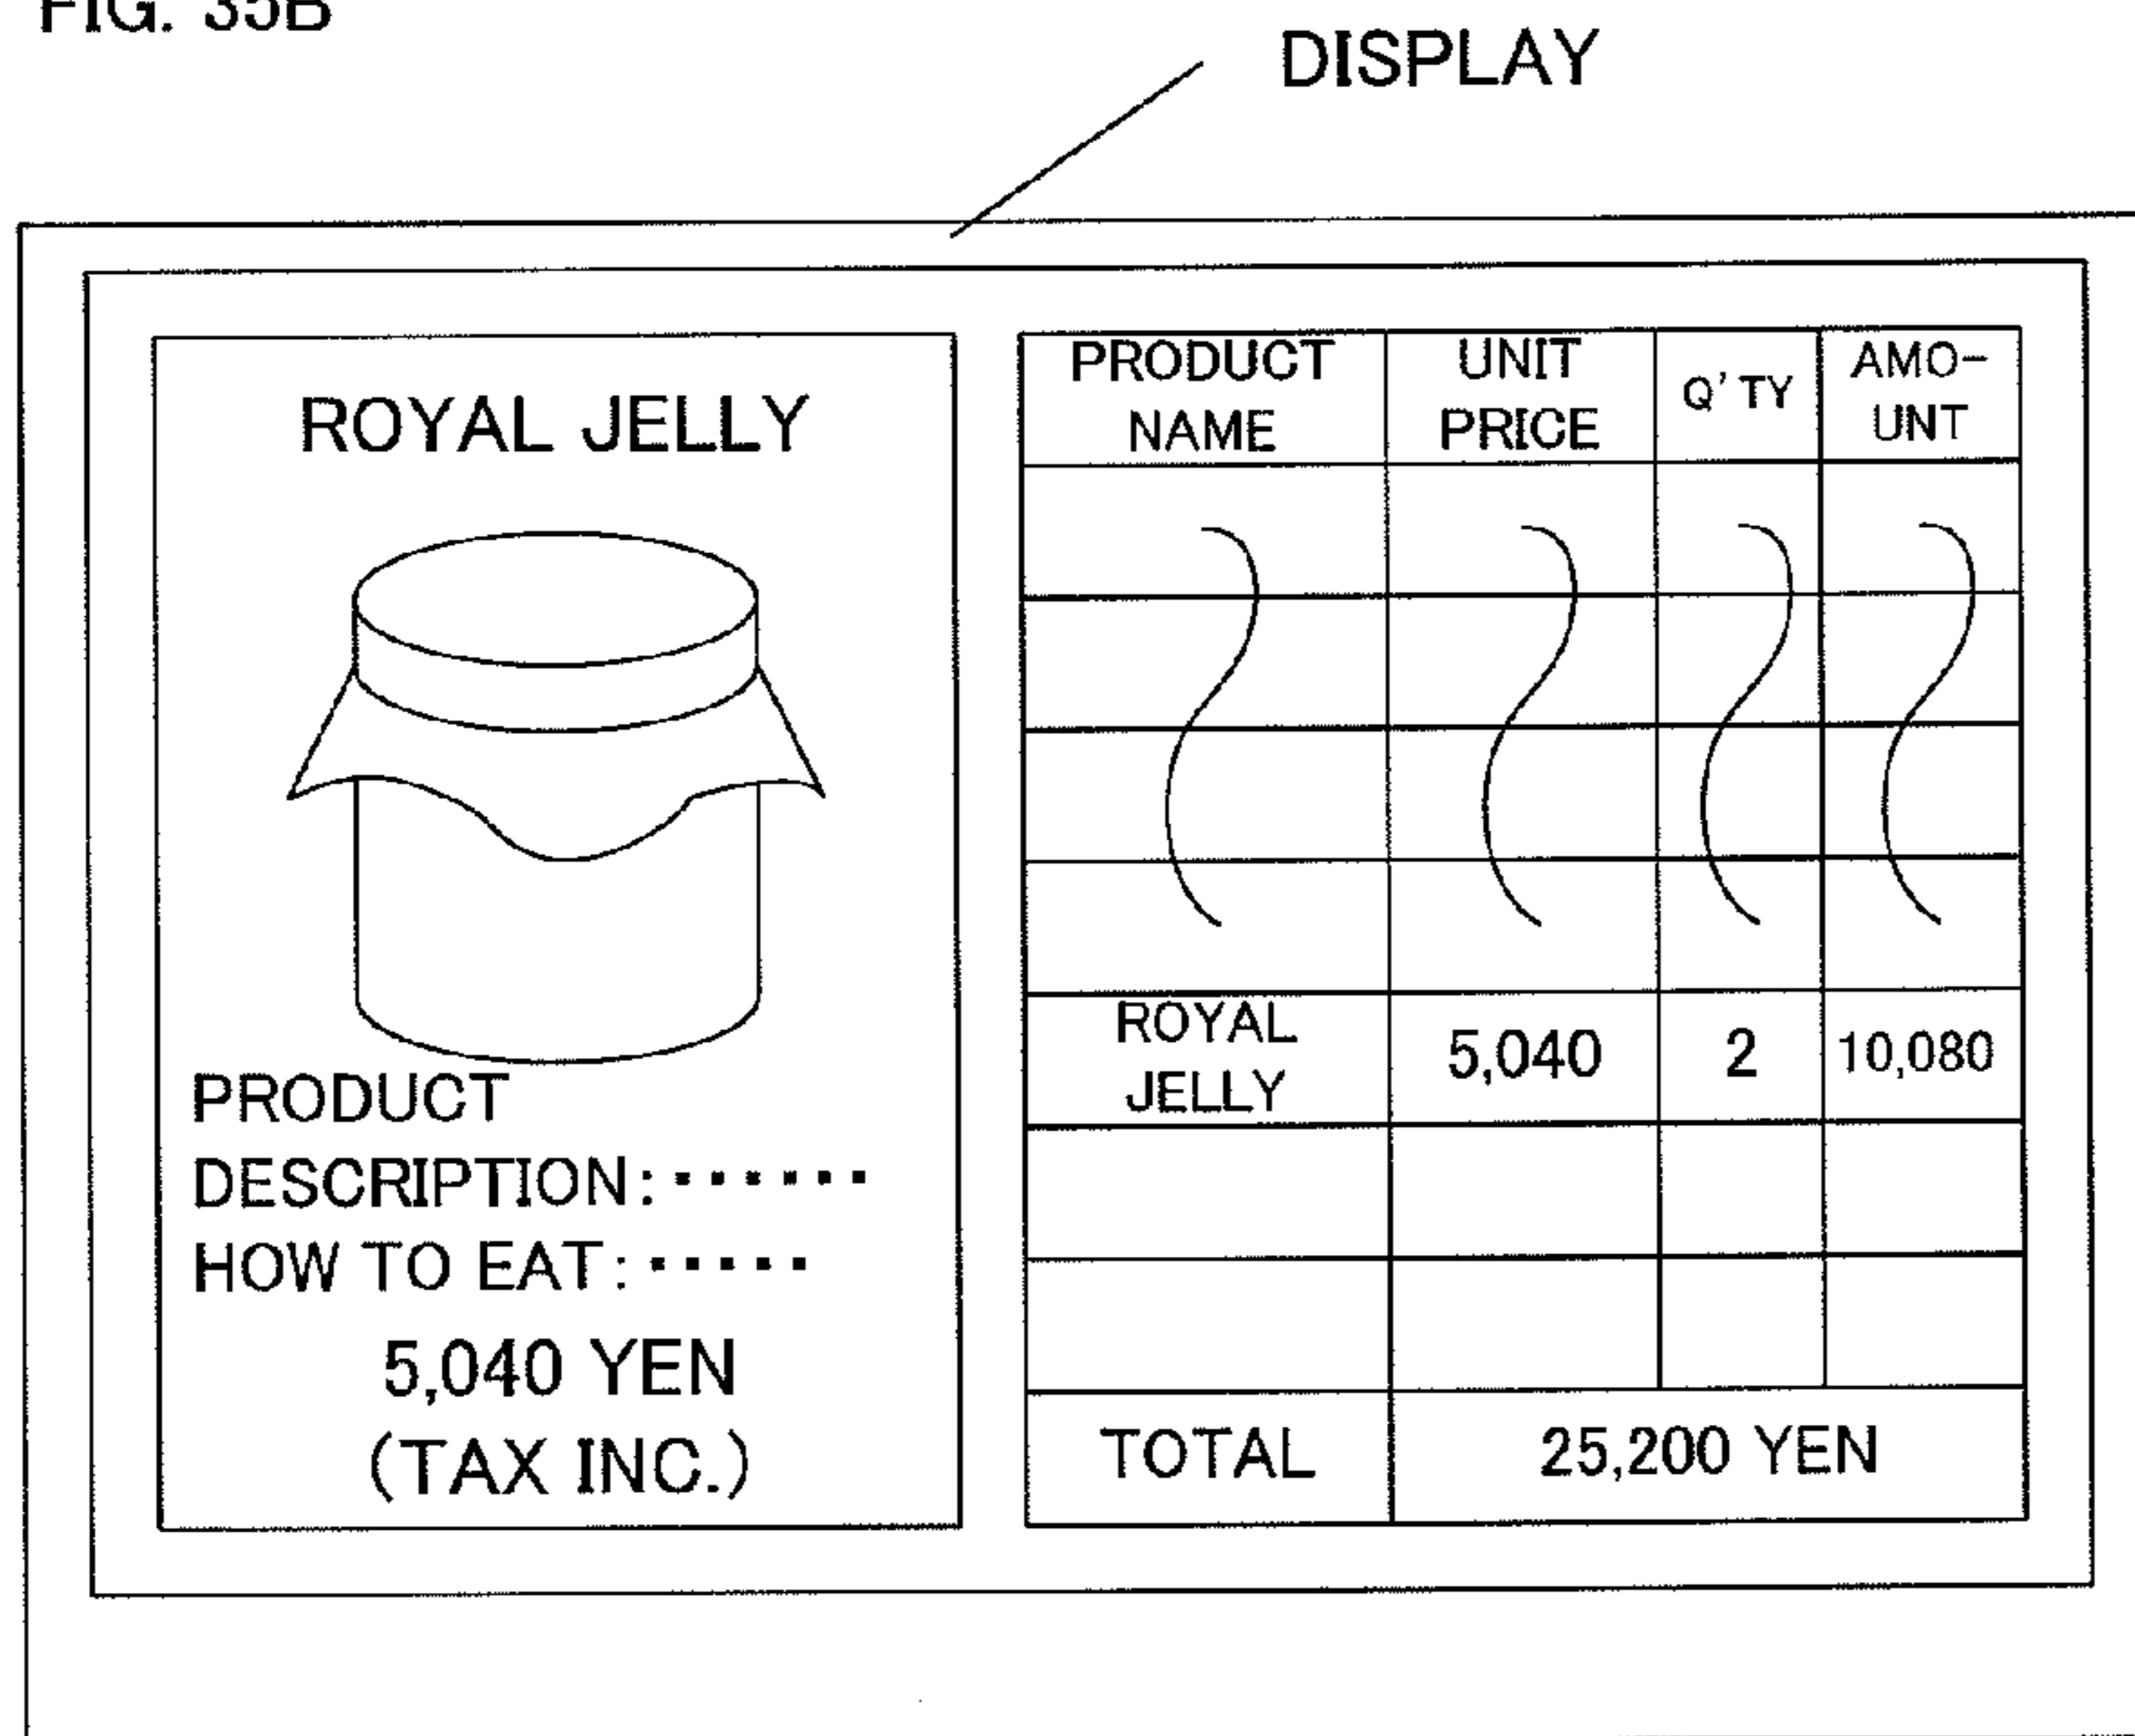 FIG. 35B
DISPLAY
ROYAL JELLY
PRODUCT
DESCRIPTION:······
HOW TO EAT:·····
5,040 YEN
(TAX INC.)
PRODUCT NAME UNIT PRICE Q'TY AMO-UNT
ROYAL JELLY 5,040 2 10,080
TOTAL 25,200 YEN